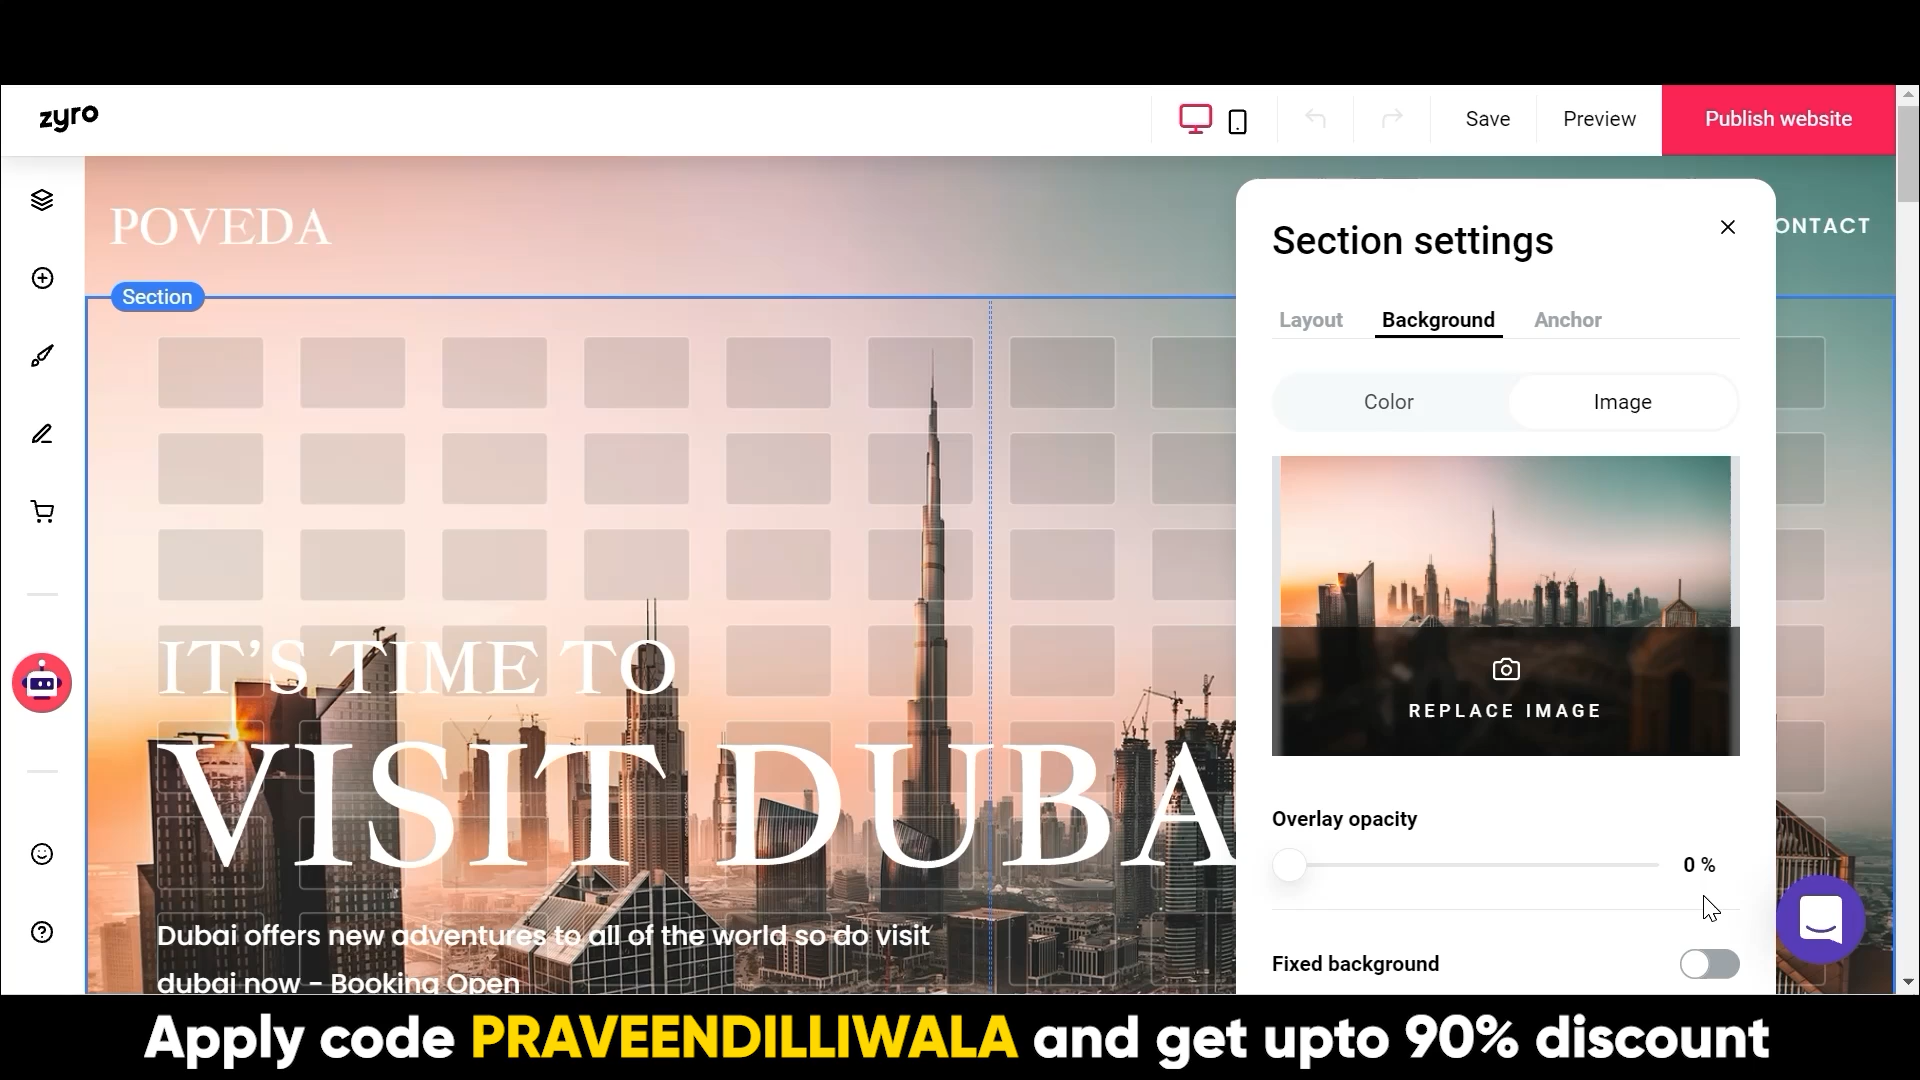 zyro
Save
Preview
Publish website
POVEDA
ONTACT
Section
Section settings
Layout
Background
Anchor
Color
Image
REPLACE IMAGE
IT'S TIME TO
VISIT DUBA
Overlay opacity
0 %
Dubai offers new adventures to all of the world so do visit
dubai now - Booking Open
Fixed background
Apply code PRAVEENDILLIWALA and get upto 90% discount